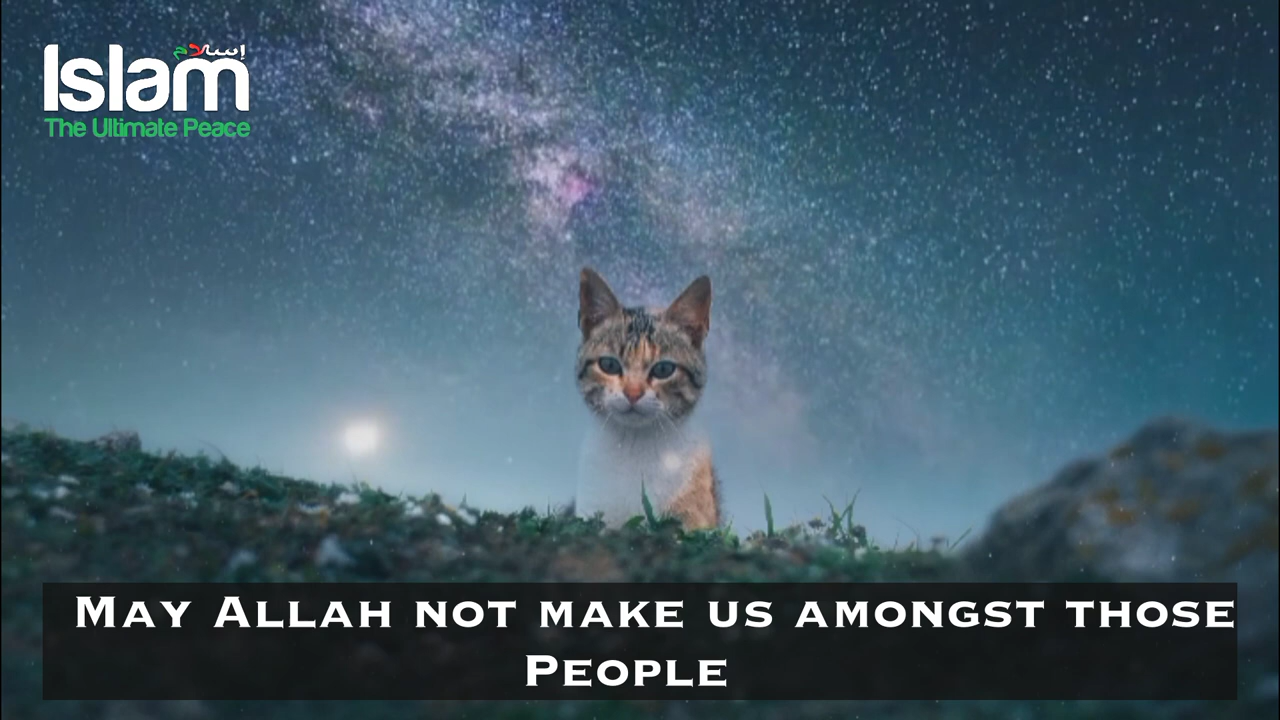 إسلام
Islam
The Ultimate Peace
May Allah not make us amongst those
People